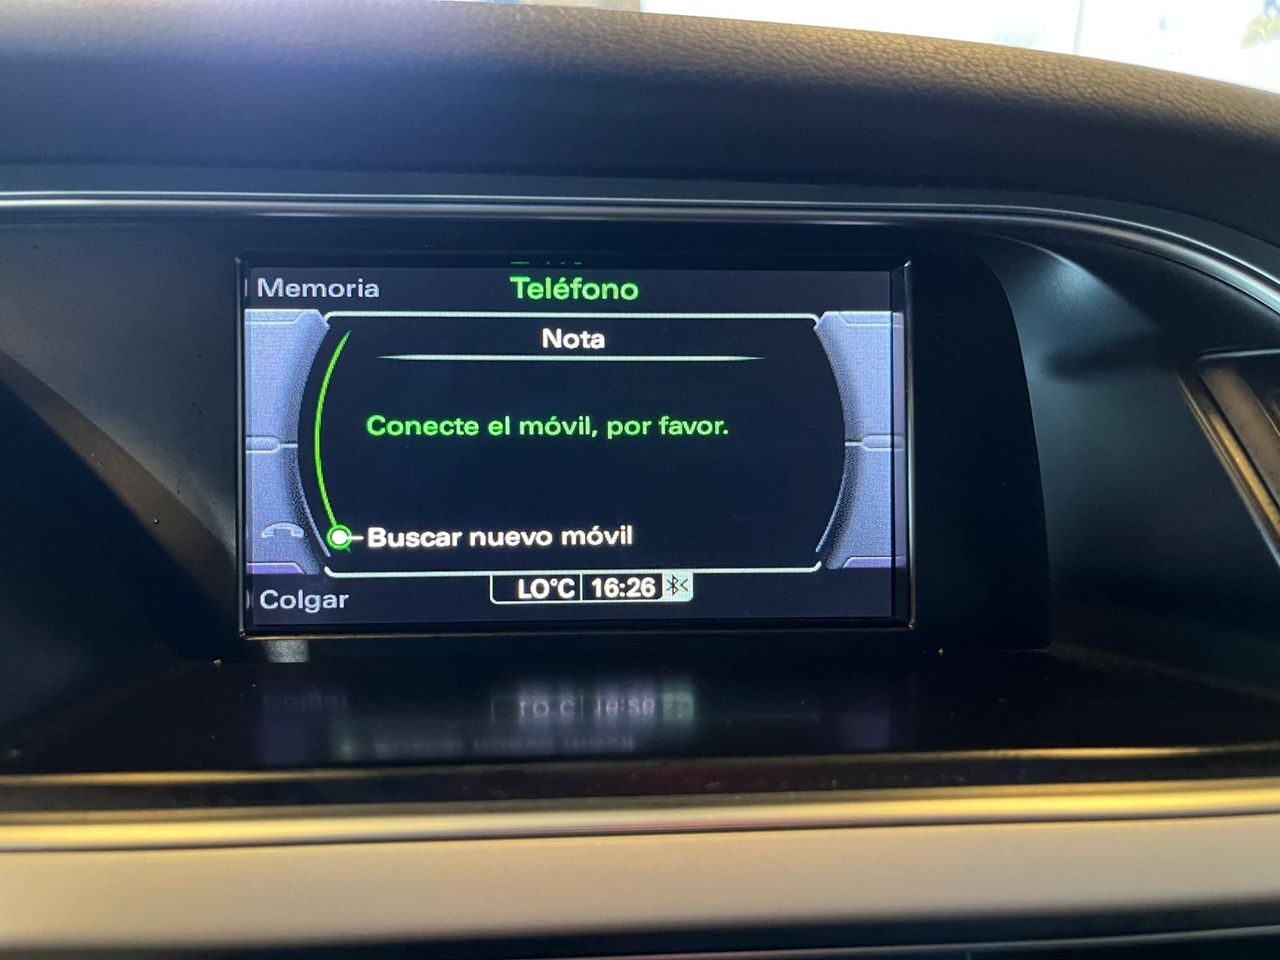 Memoria
Teléfono
Nota
Conecte el móvil, por favor.
Buscar nuevo móvil
LO°C 16:26
Colgar